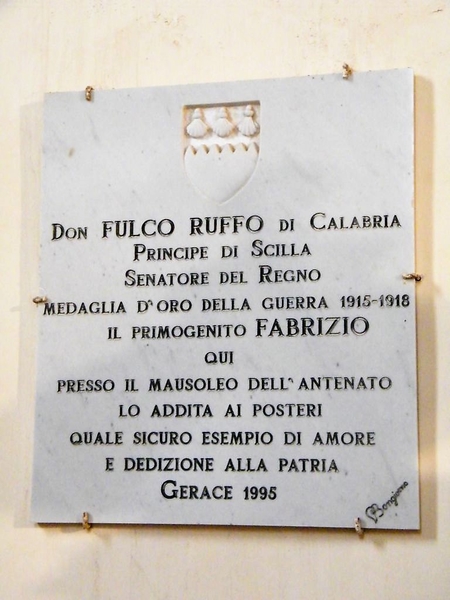 Don FULCO RUFFO di Calabria
Principe di Scilla
Senatore del Regno
medaglia d'oro della guerra 1915-1918
il primogenito FABRIZIO
qui
presso il mausoleo dell'antenato
lo addita ai posteri
quale sicuro esempio di amore
e dedizione alla patria
Gerace 1995
Bongiorno